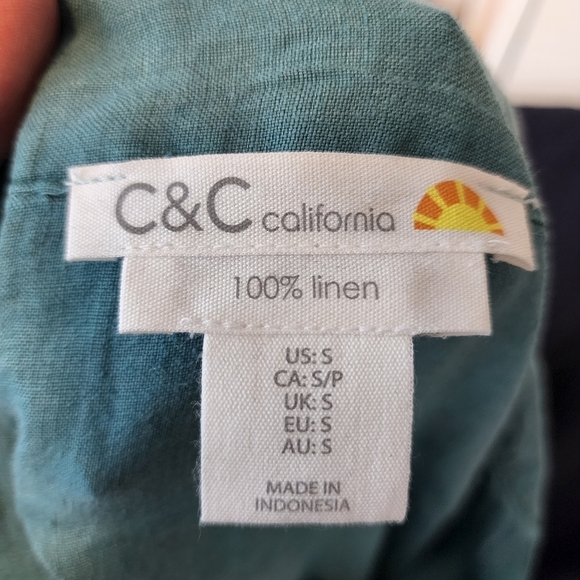 C&C california
100% linen
US: S
CA: S/P
UK: S
EU: S
AU: S
MADE IN
INDONESIA